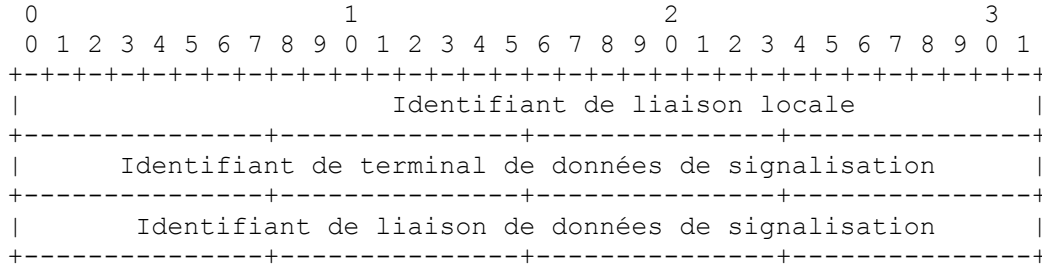 0                   1                   2                   3
0 1 2 3 4 5 6 7 8 9 0 1 2 3 4 5 6 7 8 9 0 1 2 3 4 5 6 7 8 9 0 1
+-+-+-+-+-+-+-+-+-+-+-+-+-+-+-+-+-+-+-+-+-+-+-+-+-+-+-+-+-+-+-+-+
|                       Identifiant de liaison locale           |
+---------------+---------------+---------------+---------------+
|      Identifiant de terminal de données de signalisation      |
+---------------+---------------+---------------+---------------+
|       Identifiant de liaison de données de signalisation      |
+---------------+---------------+---------------+---------------+